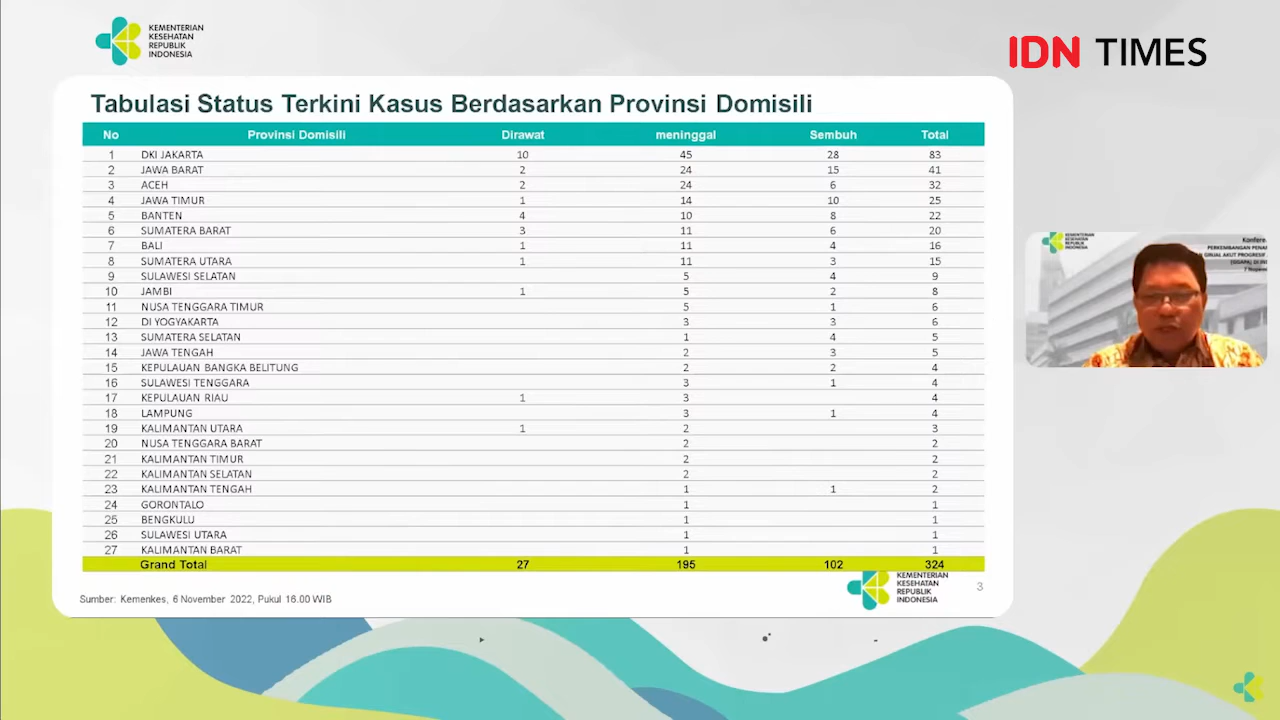 KEMENTERIAN
KESEHATAN
REPUBLIK
INDONESIA
IDN TIMES
Tabulasi Status Terkini Kasus Berdasarkan Provinsi Domisili
No Provinsi Domisili Dirawat meninggal Sembuh Total
1 DKI JAKARTA 10 45 28 83
2 JAWA BARAT 2 24 15 41
3 ACEH 2 24 6 32
4 JAWA TIMUR 1 14 10 25
5 BANTEN 4 10 8 22
6 SUMATERA BARAT 3 11 6 20
7 BALI 1 11 4 16
8 SUMATERA UTARA 1 11 3 15
9 SULAWESI SELATAN 5 4 9
10 JAMBI 1 5 2 8
11 NUSA TENGGARA TIMUR 5 1 6
12 DI YOGYAKARTA 3 3 6
13 SUMATERA SELATAN 1 4 5
14 JAWA TENGAH 2 3 5
15 KEPULAUAN BANGKA BELITUNG 2 2 4
16 SULAWESI TENGGARA 3 1 4
17 KEPULAUAN RIAU 1 3 4
18 LAMPUNG 3 1 4
19 KALIMANTAN UTARA 1 2 3
20 NUSA TENGGARA BARAT 2 2
21 KALIMANTAN TIMUR 2 2
22 KALIMANTAN SELATAN 2 2
23 KALIMANTAN TENGAH 1 1 2
24 GORONTALO 1 1
25 BENGKULU 1 1
26 SULAWESI UTARA 1 1
27 KALIMANTAN BARAT 1 1
Grand Total 27 195 102 324
KEMENTERIAN
KESEHATAN
REPUBLIK
INDONESIA
3
Sumber: Kemenkes, 6 November 2022, Pukul 16.00 WIB
KEMENTERIAN
KESEHATAN
REPUBLIK
INDONESIA
GINJAL AKUT PROGRESIF